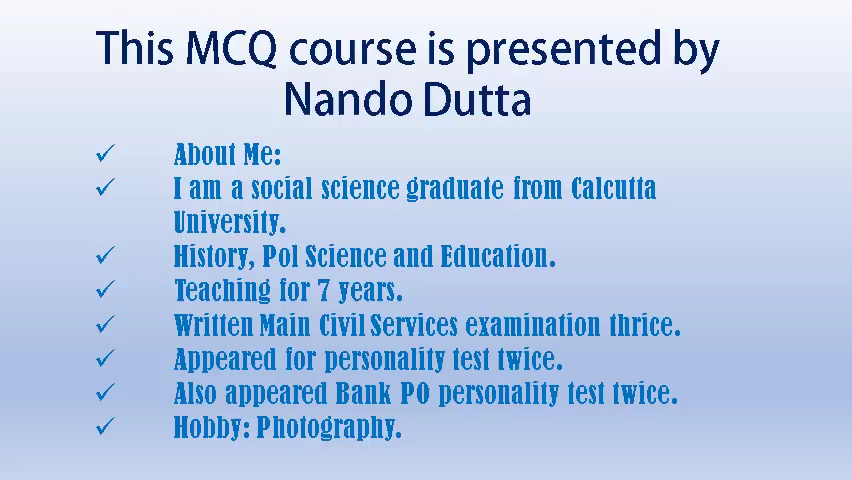 This MCQ course is presented by
Nando Dutta
✓ About Me:
✓ I am a social science graduate from Calcutta
University.
✓ History, Pol Science and Education.
✓ Teaching for 7 years.
✓ Written Main Civil Services examination thrice.
✓ Appeared for personality test twice.
✓ Also appeared Bank PO personality test twice.
✓ Hobby: Photography.